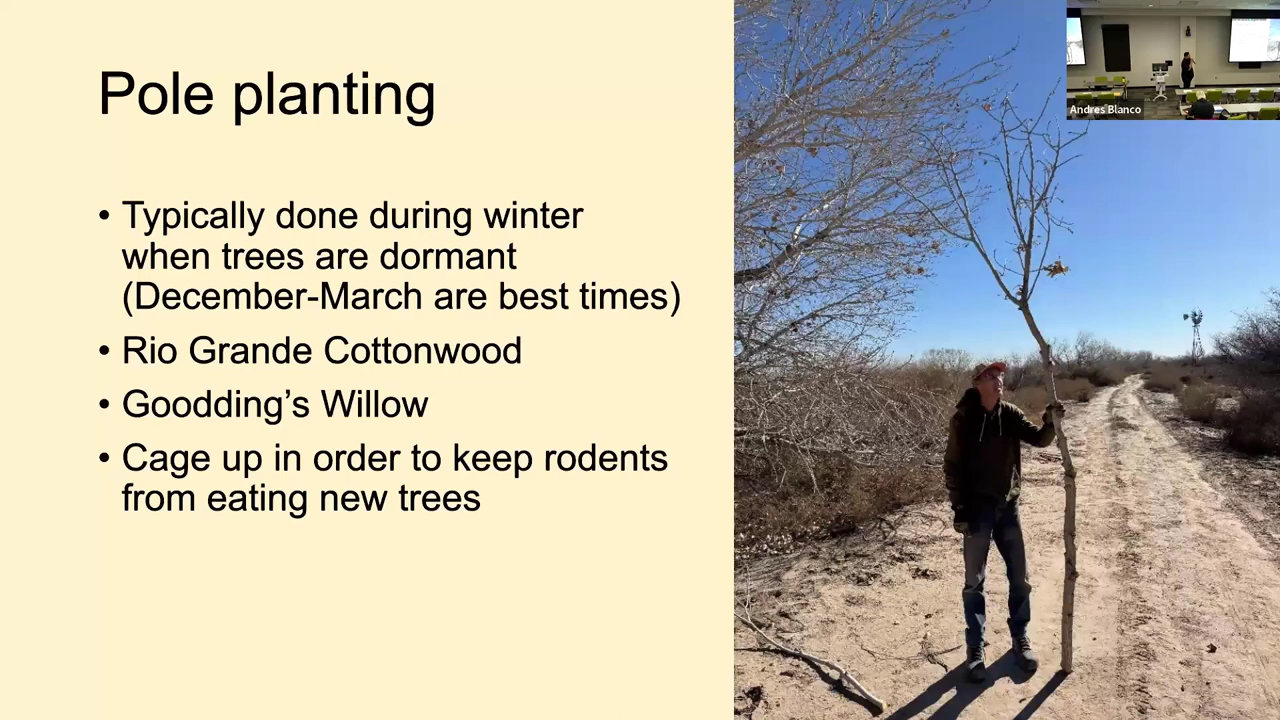 Pole planting
• Typically done during winter
when trees are dormant
(December-March are best times)
• Rio Grande Cottonwood
• Goodding’s Willow
• Cage up in order to keep rodents
from eating new trees
Andres Blanco